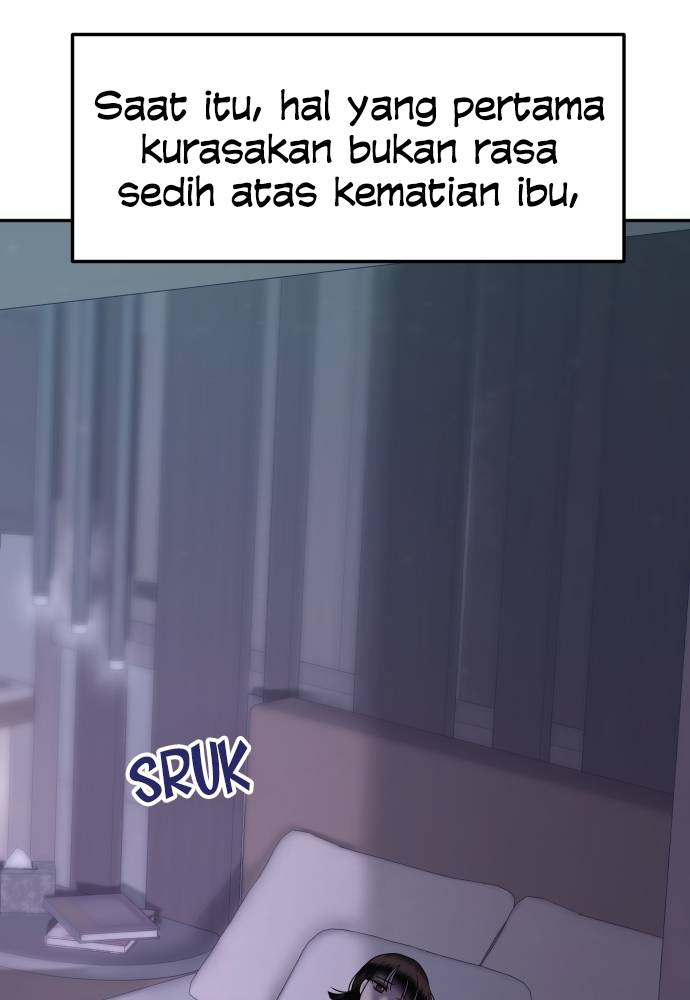 Saat itu, hal yang pertama
kurasakan bukan rasa
sedih atas kematian ibu,
SRUK